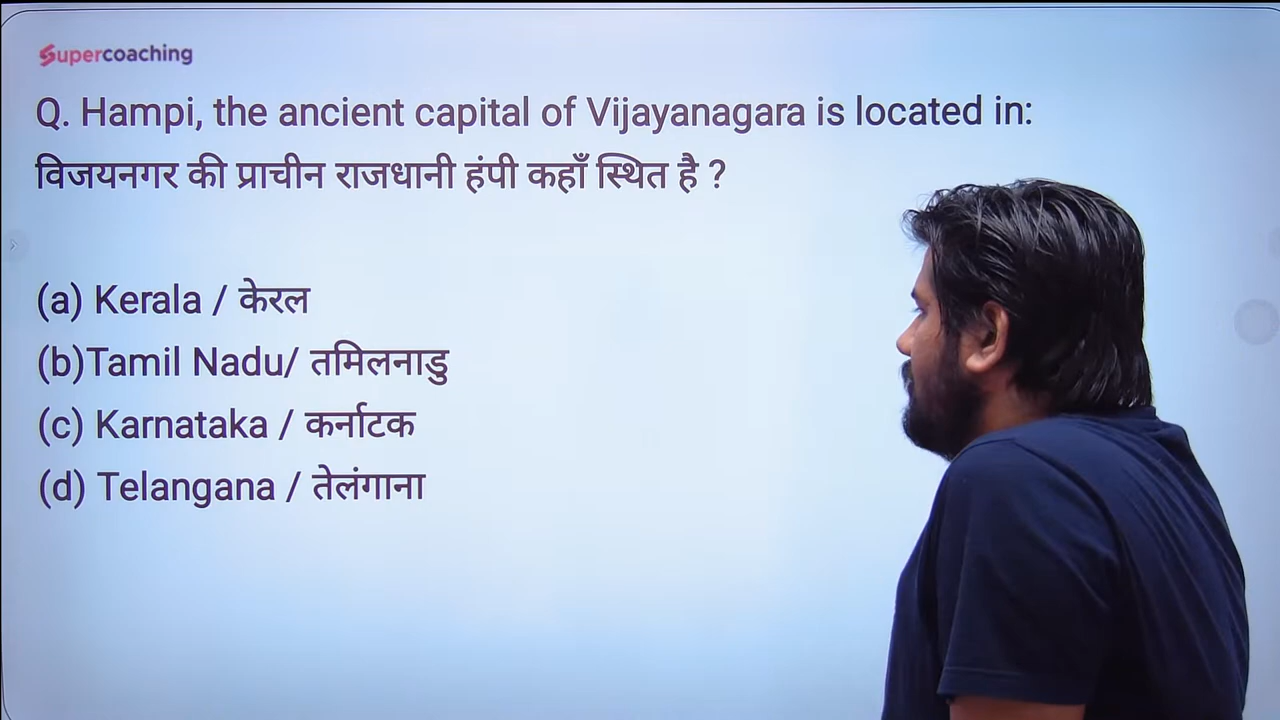 Supercoaching
Q. Hampi, the ancient capital of Vijayanagara is located in:
विजयनगर की प्राचीन राजधानी हंपी कहाँ स्थित है ?
(a) Kerala / केरल
(b)Tamil Nadu/ तमिलनाडु
(c) Karnataka / कर्नाटक
(d) Telangana / तेलंगाना